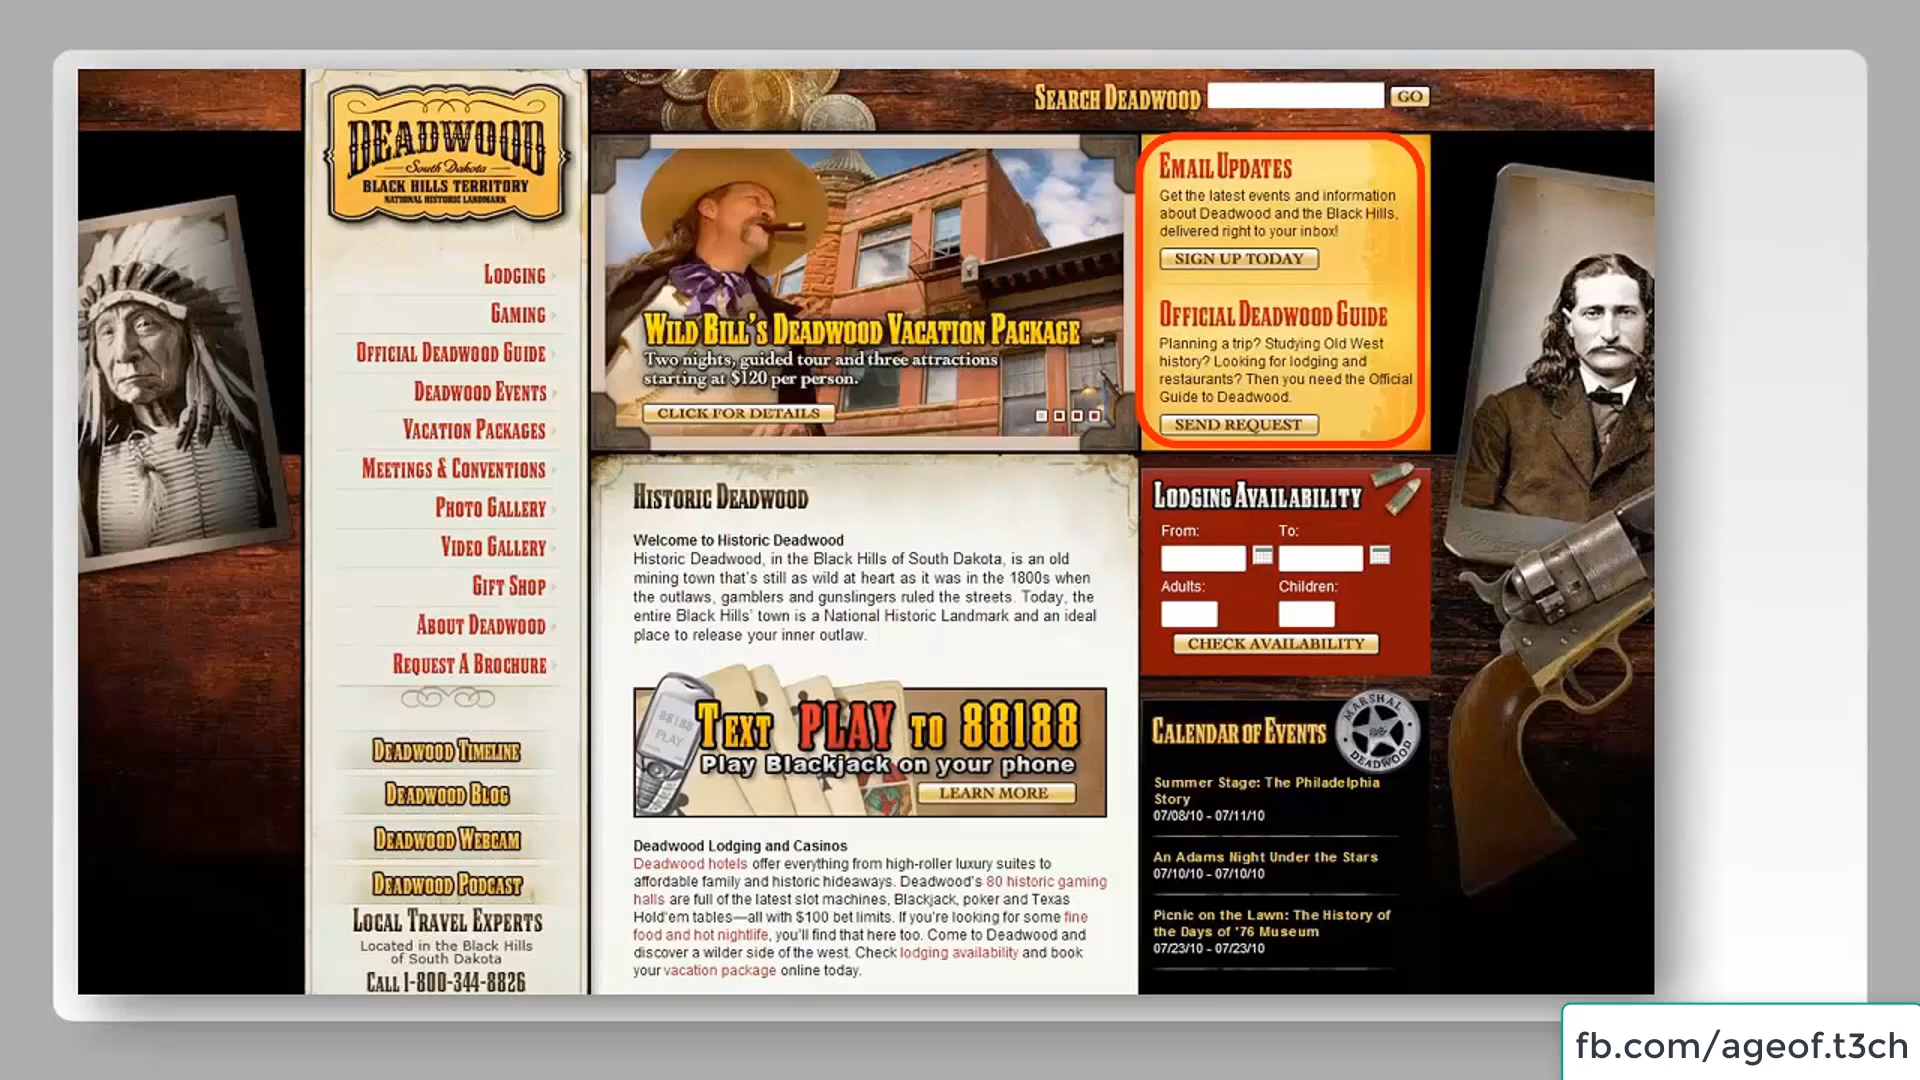 DEADWOOD
South Dakota
BLACK HILLS TERRITORY
NATIONAL HISTORIC LANDMARK
LODGING
GAMING
OFFICIAL DEADWOOD GUIDE
DEADWOOD EVENTS
VACATION PACKAGES
MEETINGS & CONVENTIONS
PHOTO GALLERY
VIDEO GALLERY
GIFT SHOP
ABOUT DEADWOOD
REQUEST A BROCHURE
DEADWOOD TIMELINE
DEADWOOD BLOG
DEADWOOD WEBCAM
DEADWOOD PODCAST
LOCAL TRAVEL EXPERTS
Located in the Black Hills
of South Dakota
CALL 1-800-344-8826
SEARCH DEADWOOD
GO
WILD BILL'S DEADWOOD VACATION PACKAGE
Two nights, guided tour and three attractions
starting at $120 per person.
CLICK FOR DETAILS
HISTORIC DEADWOOD
Welcome to Historic Deadwood
Historic Deadwood, in the Black Hills of South Dakota, is an old
mining town that's still as wild at heart as it was in the 1800s when
the outlaws, gamblers and gunslingers ruled the streets. Today, the
entire Black Hills' town is a National Historic Landmark and an ideal
place to release your inner outlaw.
88188
PLAY
TEXT PLAY TO 88188
Play Blackjack on your phone
LEARN MORE
Deadwood Lodging and Casinos
Deadwood hotels offer everything from high-roller luxury suites to
affordable family and historic hideaways. Deadwood's 80 historic gaming
halls are full of the latest slot machines, Blackjack, poker and Texas
Hold'em tables—all with $100 bet limits. If you're looking for some fine
food and hot nightlife, you'll find that here too. Come to Deadwood and
discover a wilder side of the west. Check lodging availability and book
your vacation package online today.
EMAIL UPDATES
Get the latest events and information
about Deadwood and the Black Hills,
delivered right to your inbox!
SIGN UP TODAY
OFFICIAL DEADWOOD GUIDE
Planning a trip? Studying Old West
history? Looking for lodging and
restaurants? Then you need the Official
Guide to Deadwood.
SEND REQUEST
LODGING AVAILABILITY
From: To:
Adults: Children:
CHECK AVAILABILITY
CALENDAR OF EVENTS
MARSHAL
DEADWOOD
Summer Stage: The Philadelphia
Story
07/08/10 - 07/11/10
An Adams Night Under the Stars
07/10/10 - 07/10/10
Picnic on the Lawn: The History of
the Days of '76 Museum
07/23/10 - 07/23/10
fb.com/ageof.t3ch